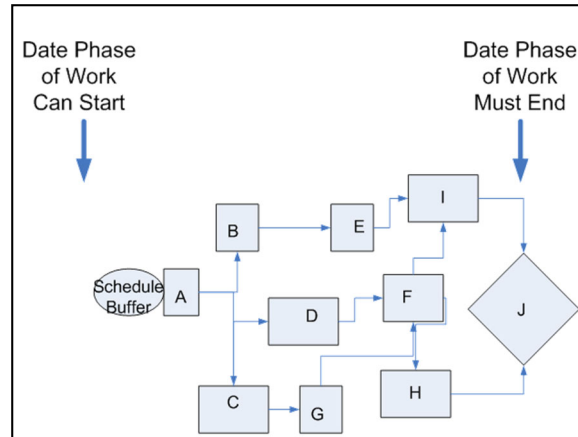 Date Phase
of Work
Can Start
Date Phase
of Work
Must End
I
B
E
Schedule
Buffer
A
F
D
J
H
C
G